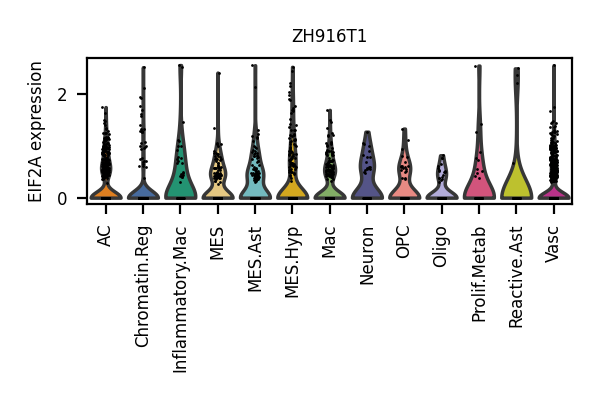 ZH916T1
EIF2A expression
2
0
AC
Chromatin.Reg
Inflammatory.Mac
MES
MES.Ast
MES.Hyp
Mac
Neuron
OPC
Oligo
Prolif.Metab
Reactive.Ast
Vasc